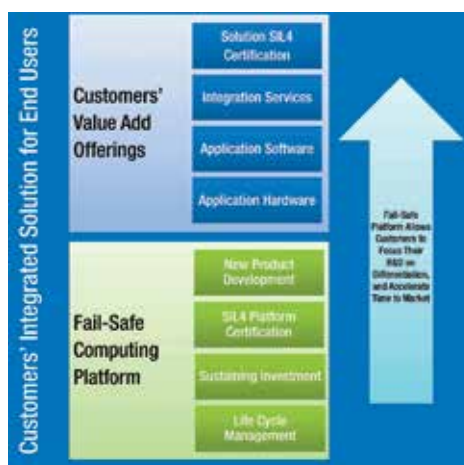 Customers' Integrated Solution for End Users
Customers'
Value Add
Offerings
Solution SIL4
Certification
Integration Services
Application Software
Application Hardware
Fail-Safe
Computing
Platform
New Product
Development
SIL4 Platform
Certification
Sustaining Investment
Life Cycle
Management
Fail-Safe
Platform Allows
Customers to
Focus Their
R&D on
Differentiation,
and Accelerate
Time to Market